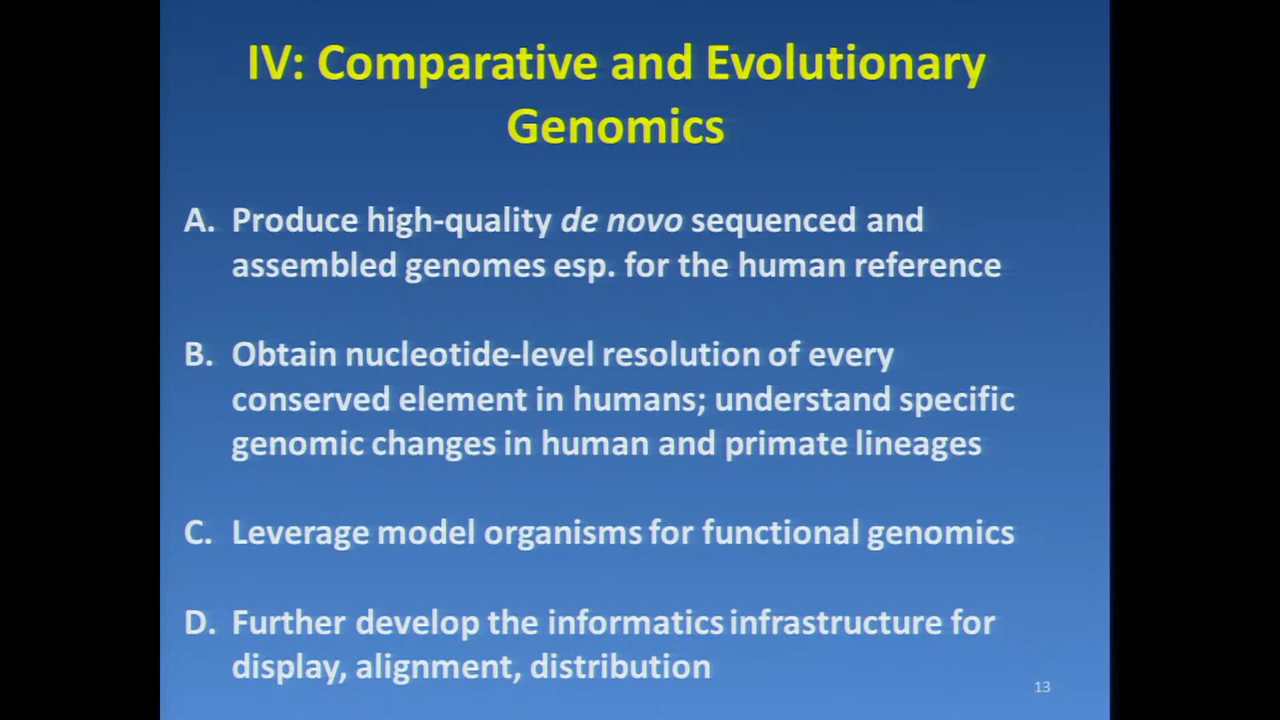 IV: Comparative and Evolutionary
Genomics
A. Produce high-quality de novo sequenced and
assembled genomes esp. for the human reference
B. Obtain nucleotide-level resolution of every
conserved element in humans; understand specific
genomic changes in human and primate lineages
C. Leverage model organisms for functional genomics
D. Further develop the informatics infrastructure for
display, alignment, distribution
13